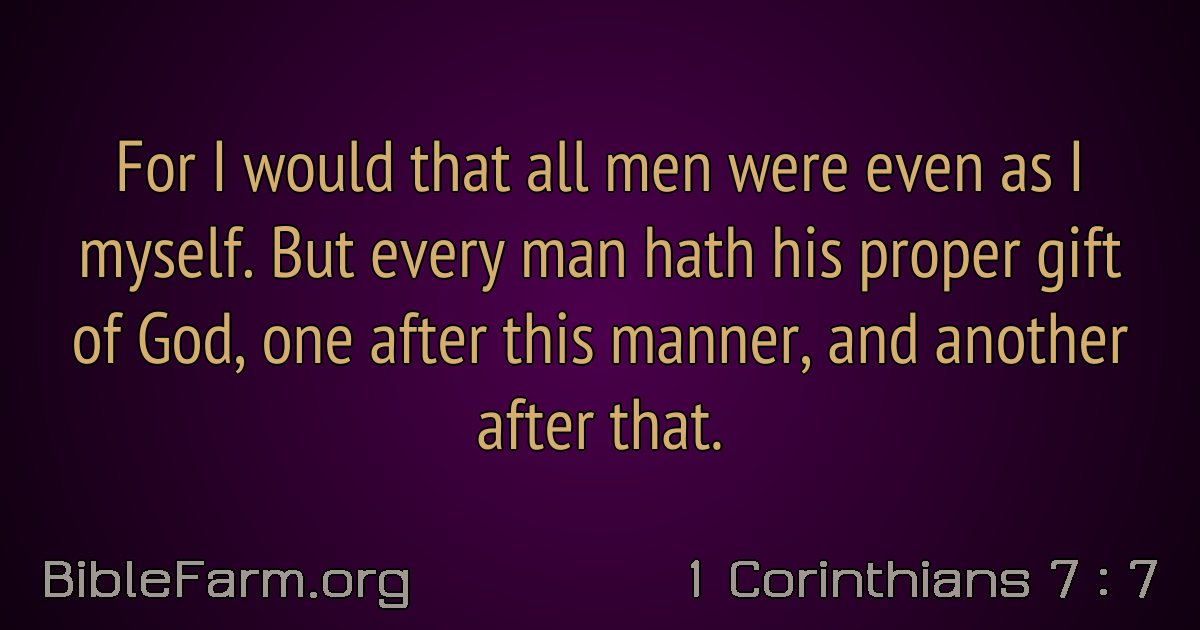 For I would that all men were even as I
myself. But every man hath his proper gift
of God, one after this manner, and another
after that.
BibleFarm.org
1 Corinthians 7 : 7